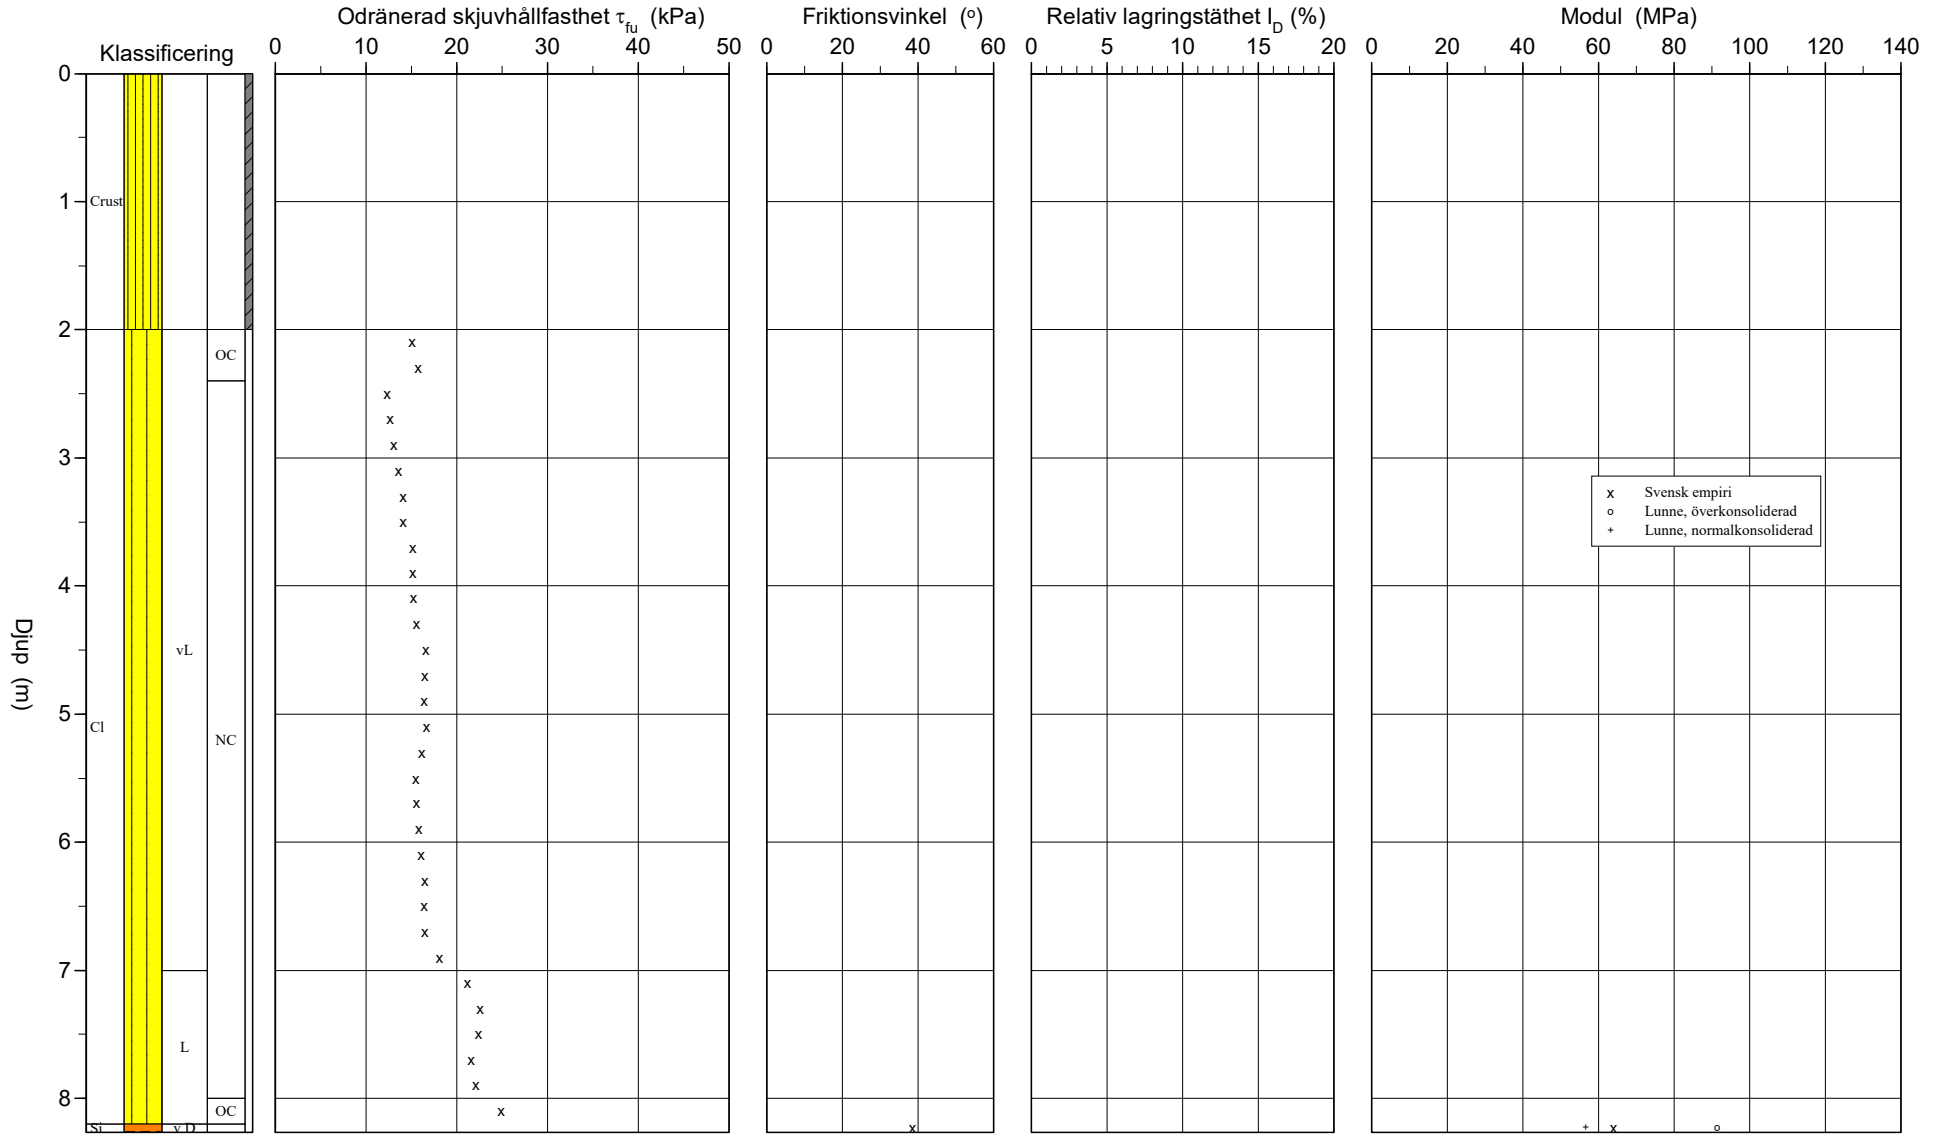 Odränerad skjuvhållfasthet τfu (kPa)
Friktionsvinkel (o)
Relativ lagringstäthet ID (%)
Modul (MPa)
Klassificering
0 10 20 30 40 50
0 20 40 60
0 5 10 15 20
0 20 40 60 80 100 120 140
0
1
Crust
2
OC
3
x Svensk empiri
o Lunne, överkonsoliderad
+ Lunne, normalkonsoliderad
4
Djup (m)
vL
5
Cl
NC
6
7
L
8
OC
Si
v D